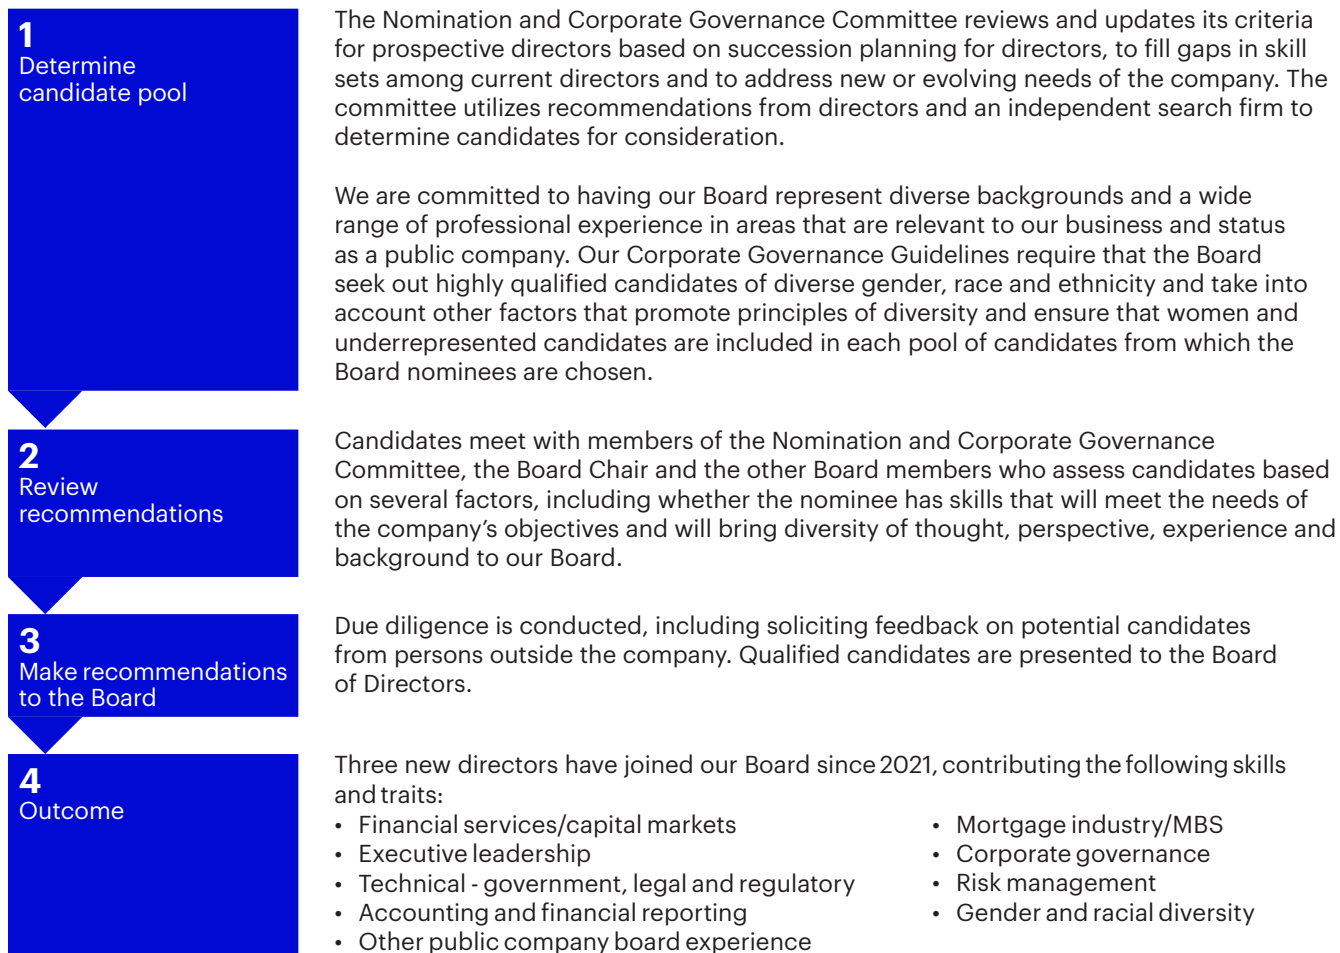 1
Determine
candidate pool
The Nomination and Corporate Governance Committee reviews and updates its criteria
for prospective directors based on succession planning for directors, to fill gaps in skill
sets among current directors and to address new or evolving needs of the company. The
committee utilizes recommendations from directors and an independent search firm to
determine candidates for consideration.
We are committed to having our Board represent diverse backgrounds and a wide
range of professional experience in areas that are relevant to our business and status
as a public company. Our Corporate Governance Guidelines require that the Board
seek out highly qualified candidates of diverse gender, race and ethnicity and take into
account other factors that promote principles of diversity and ensure that women and
underrepresented candidates are included in each pool of candidates from which the
Board nominees are chosen.
2
Review
recommendations
Candidates meet with members of the Nomination and Corporate Governance
Committee, the Board Chair and the other Board members who assess candidates based
on several factors, including whether the nominee has skills that will meet the needs of
the company’s objectives and will bring diversity of thought, perspective, experience and
background to our Board.
3
Make recommendations
to the Board
Due diligence is conducted, including soliciting feedback on potential candidates
from persons outside the company. Qualified candidates are presented to the Board
of Directors.
4
Outcome
Three new directors have joined our Board since 2021, contributing the following skills
and traits:
• Financial services/capital markets
• Executive leadership
• Technical - government, legal and regulatory
• Accounting and financial reporting
• Other public company board experience
• Mortgage industry/MBS
• Corporate governance
• Risk management
• Gender and racial diversity